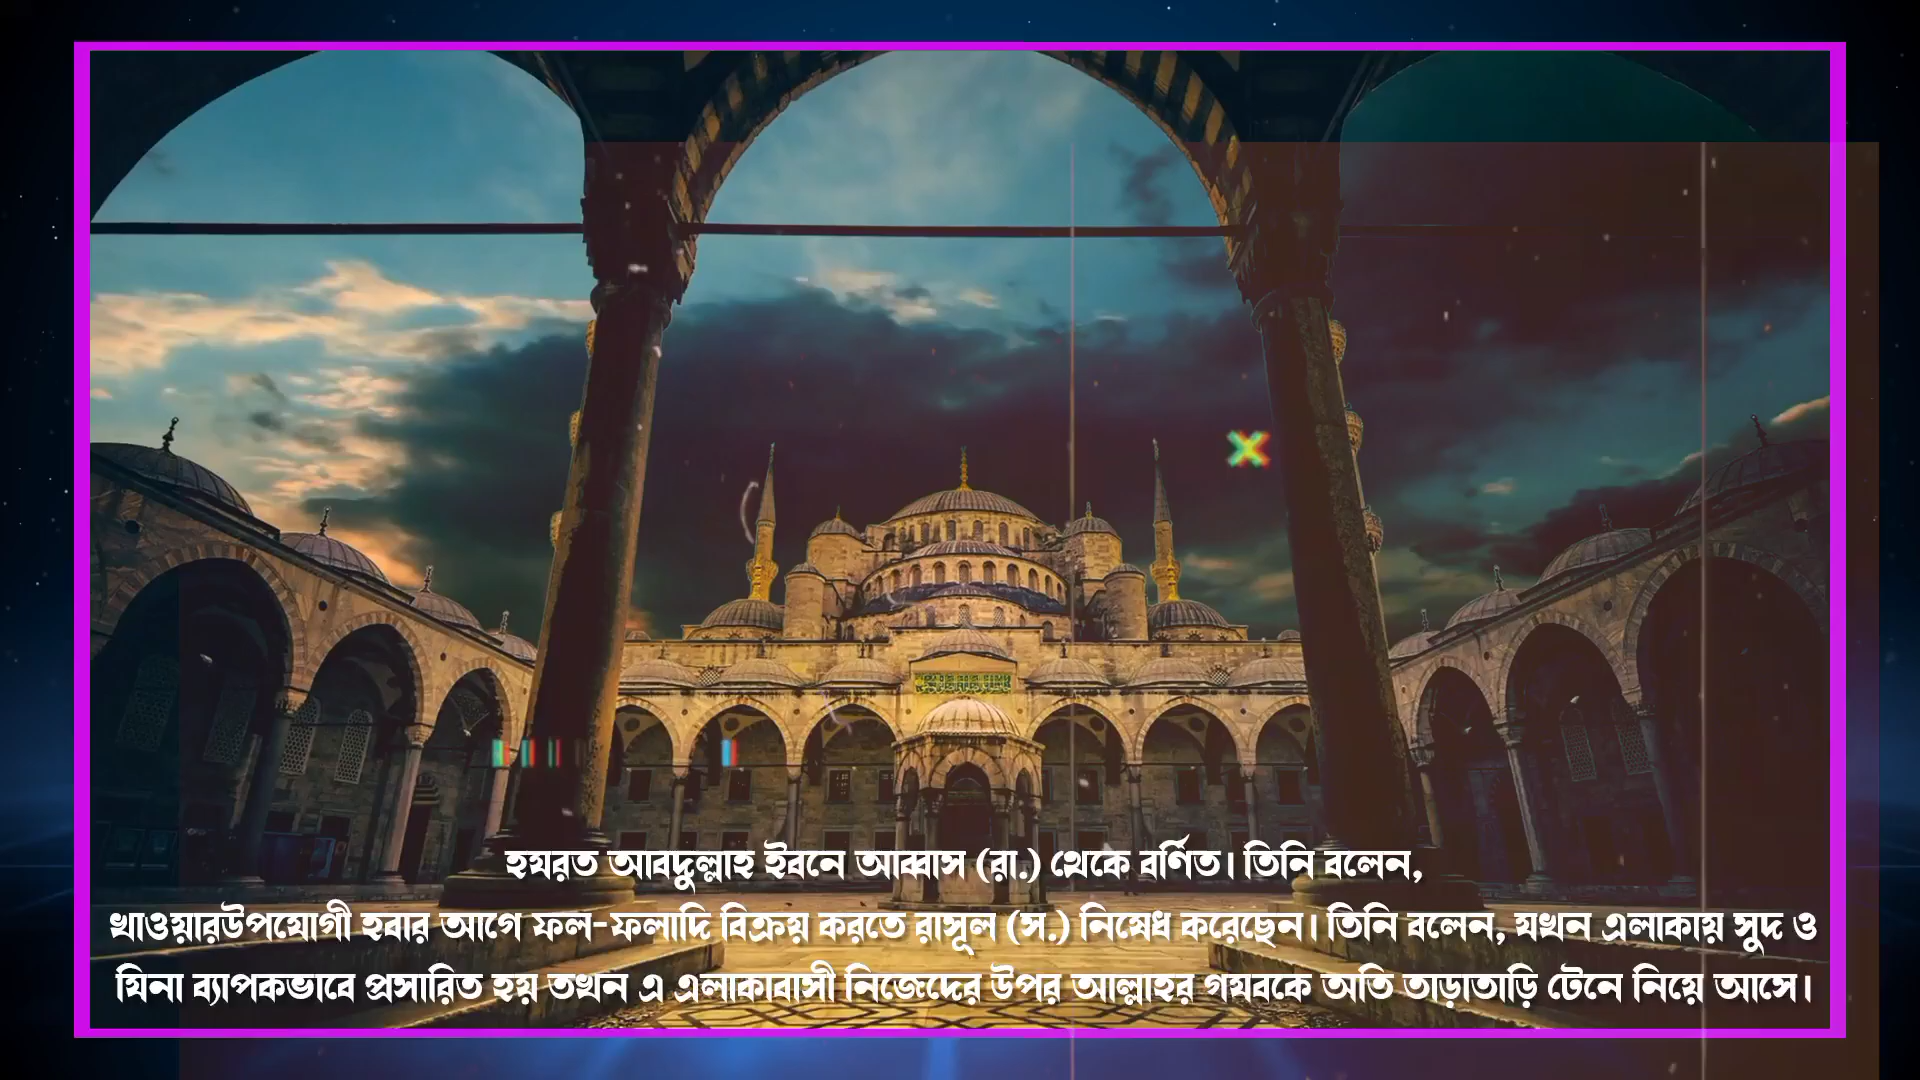 হযরত আবদুল্লাহ ইবনে আব্বাস (রা.) থেকে বর্ণিত। তিনি বলেন,
খাওয়ারউপযোগী হবার আগে ফল-ফলাদি বিক্রয় করতে রাসূল (স.) নিষেধ করেছেন। তিনি বলেন, যখন এলাকায় সুদ ও
যিনা ব্যাপকভাবে প্রসারিত হয় তখন এ এলাকাবাসী নিজেদের উপর আল্লাহর গযবকে অতি তাড়াতাড়ি টেনে নিয়ে আসে।